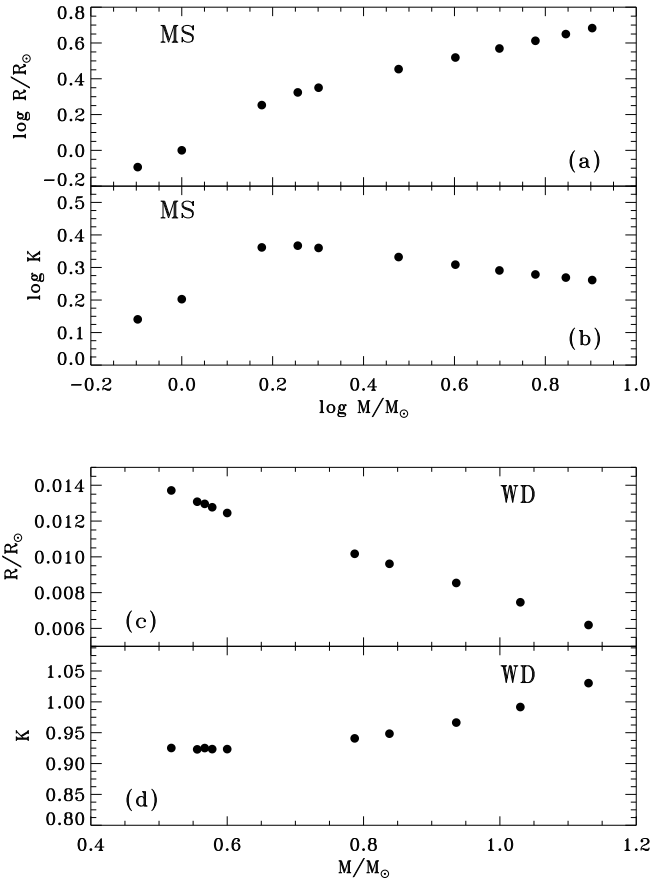 0.8
0.6
0.4
0.2
0.0
−0.2
log R/R☉
MS
(a)
0.5
0.4
0.3
0.2
0.1
0.0
log K
MS
(b)
−0.2 0.0 0.2 0.4 0.6 0.8 1.0
log M/M☉
0.014
0.012
0.010
0.008
0.006
R/R☉
WD
(c)
1.05
1.00
0.95
0.90
0.85
0.80
K
WD
(d)
0.4 0.6 0.8 1.0 1.2
M/M☉